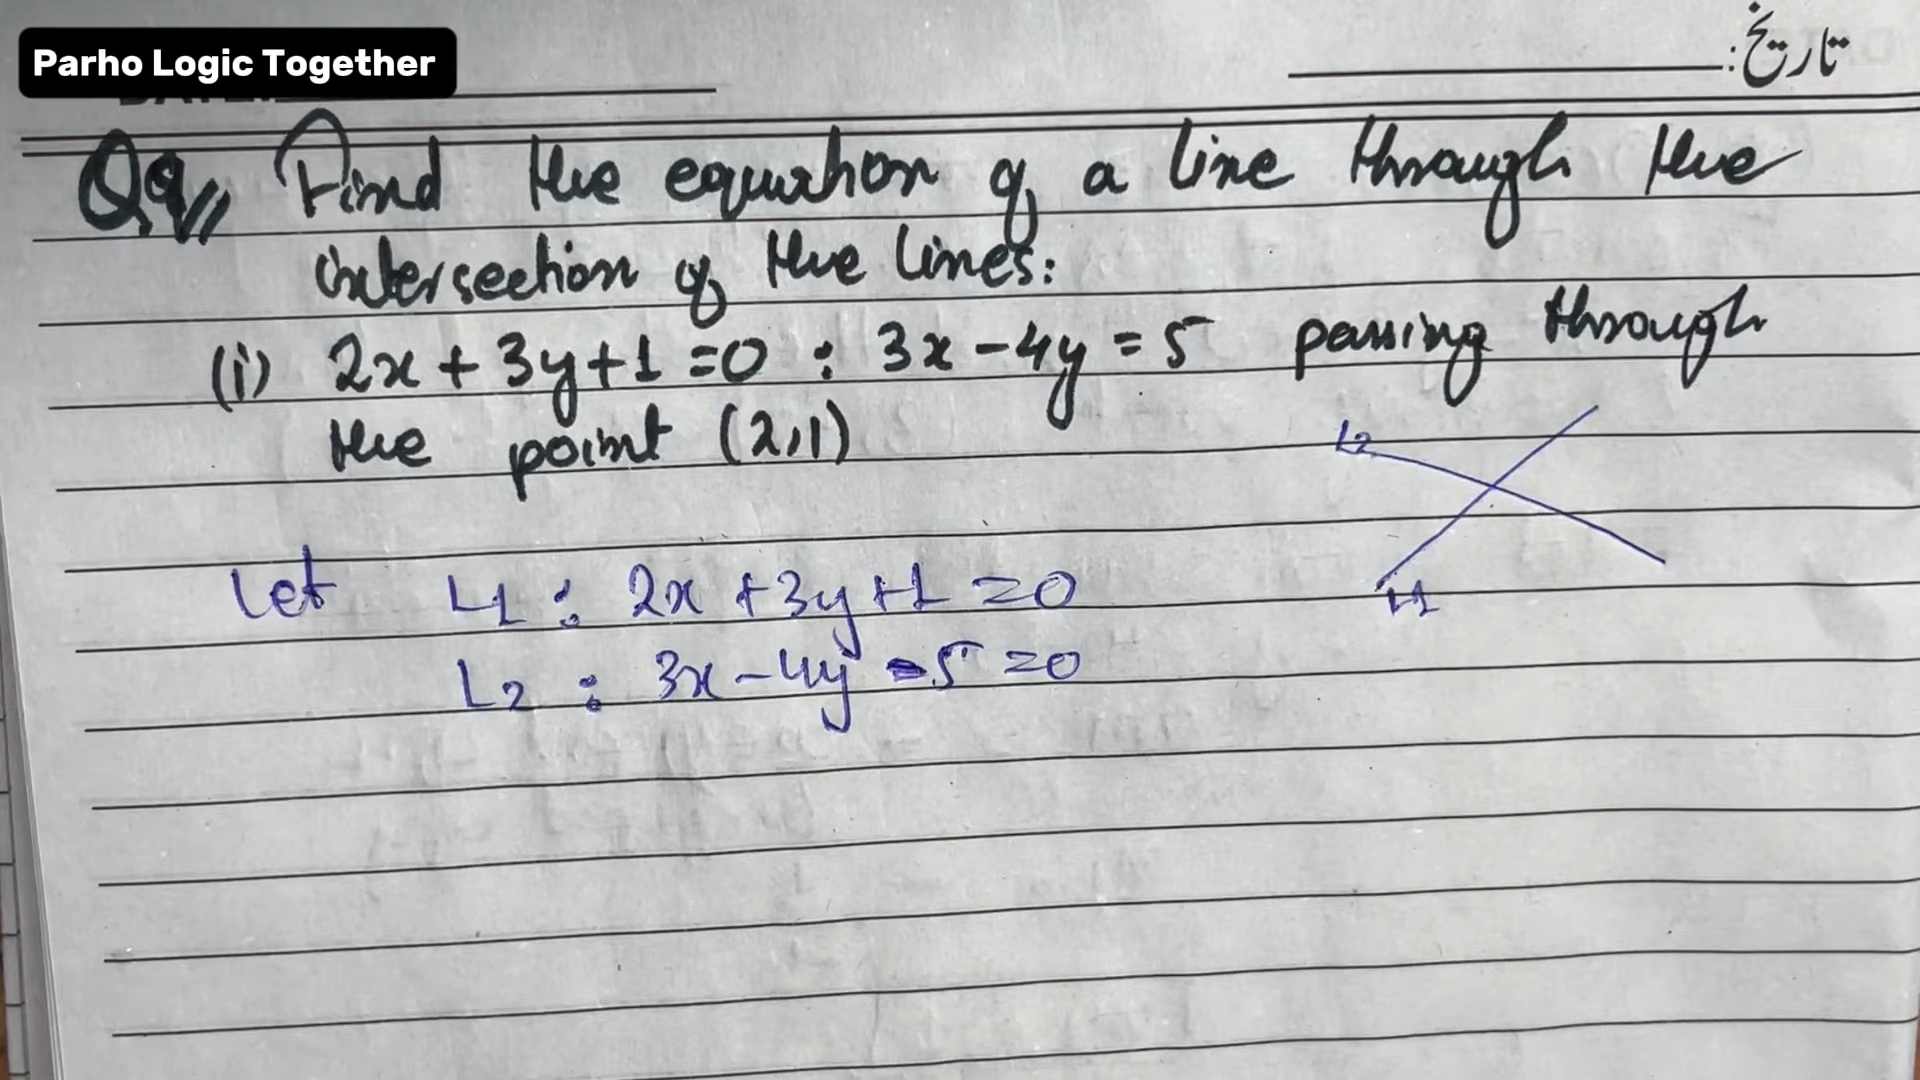 Parho Logic Together
تاریخ:
Q9// Find the equation of a line through the
intersection of the lines:
(i) 2x + 3y + 1 = 0 : 3x - 4y = 5 passing through
the point (2,1)
L2
Let L1 : 2x + 3y + 1 = 0
L1
L2 : 3x - 4y - 5 = 0